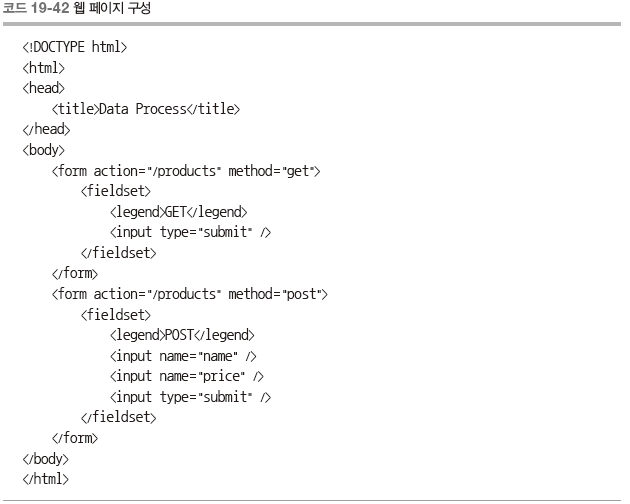 코드 19-42 웹 페이지 구성
<!DOCTYPE html>
<html>
<head>
    <title>Data Process</title>
</head>
<body>
    <form action="/products" method="get">
        <fieldset>
            <legend>GET</legend>
            <input type="submit" />
        </fieldset>
    </form>
    <form action="/products" method="post">
        <fieldset>
            <legend>POST</legend>
            <input name="name" />
            <input name="price" />
            <input type="submit" />
        </fieldset>
    </form>
</body>
</html>